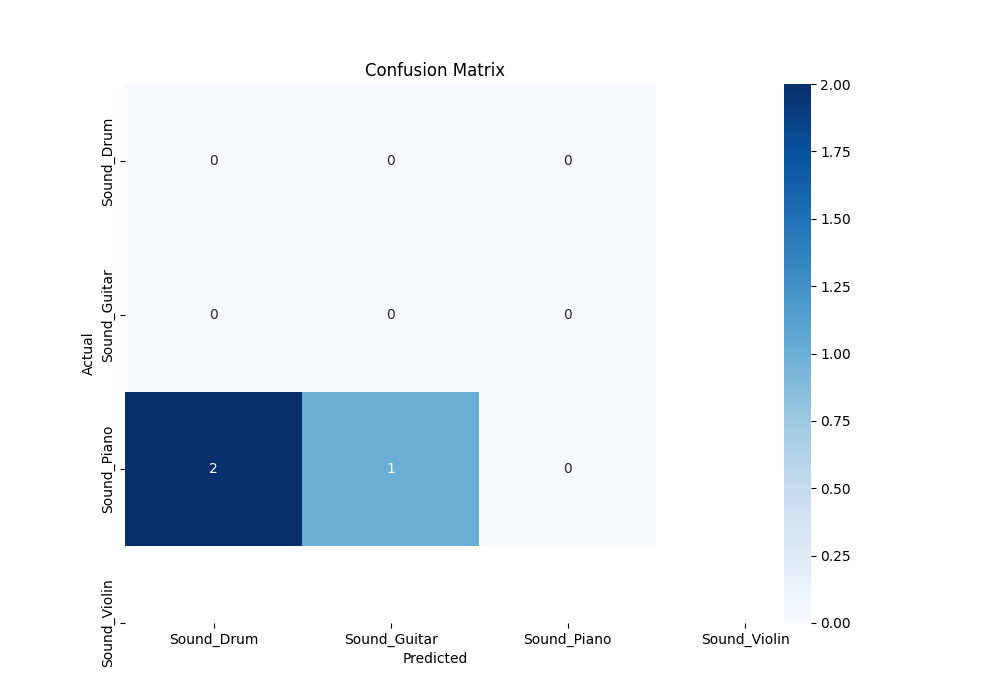 Confusion Matrix
Actual
Sound_Drum
0 0 0
Sound_Guitar
0 0 0
Sound_Piano
2 1 0
Sound_Violin
Sound_Drum Sound_Guitar Sound_Piano Sound_Violin
Predicted
2.00
1.75
1.50
1.25
1.00
0.75
0.50
0.25
0.00